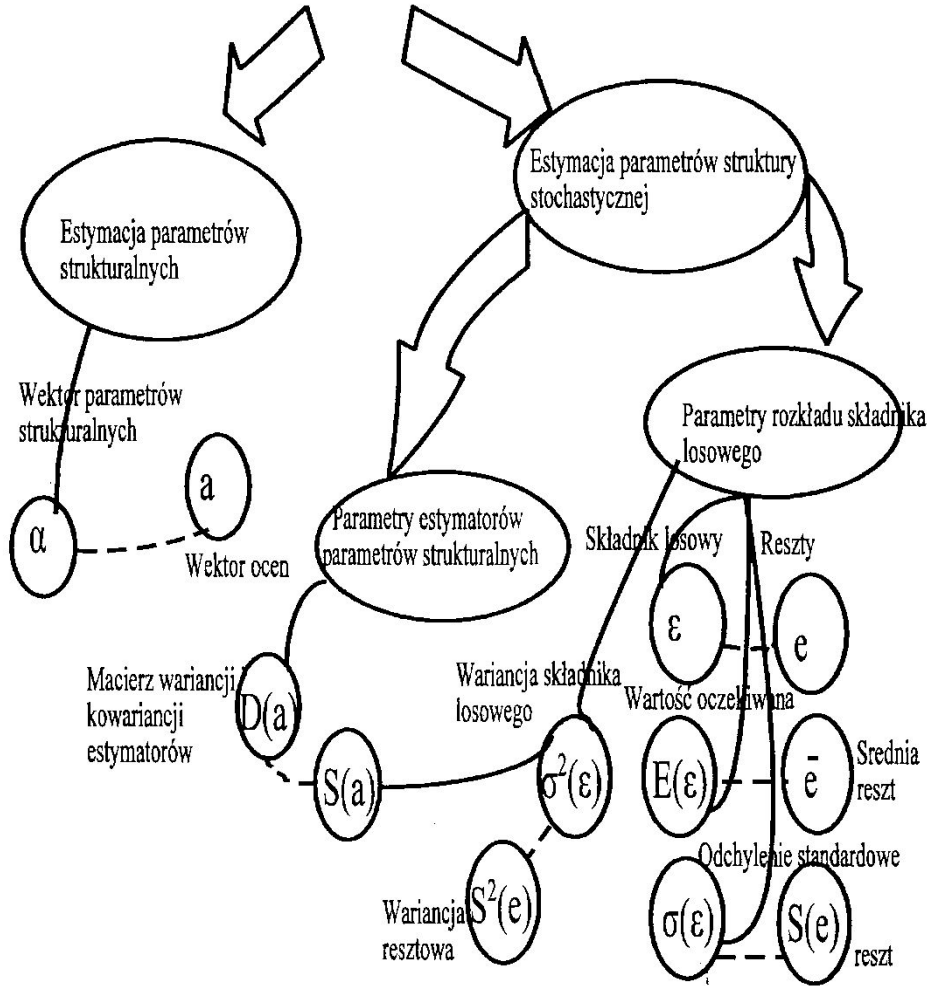 Estymacja parametrów struktury
stochastycznej
Estymacja parametrów
strukturalnych
Wektor parametrów
strukturalnych
α
a
Wektor ocen
Parametry rozkładu składnika
losowego
Parametry estymatorów
parametrów strukturalnych
Składnik losowy
Reszty
ε
e
Macierz wariancji
kowariancji
estymatorów
D(a)
S(a)
Wariancja składnika
losowego
σ²(ε)
Wartość oczekiwana
E(ε)
ē
Srednia
reszt
Wariancja
resztowa
S²(e)
Odchylenie standardowe
σ(ε)
S(e)
reszt